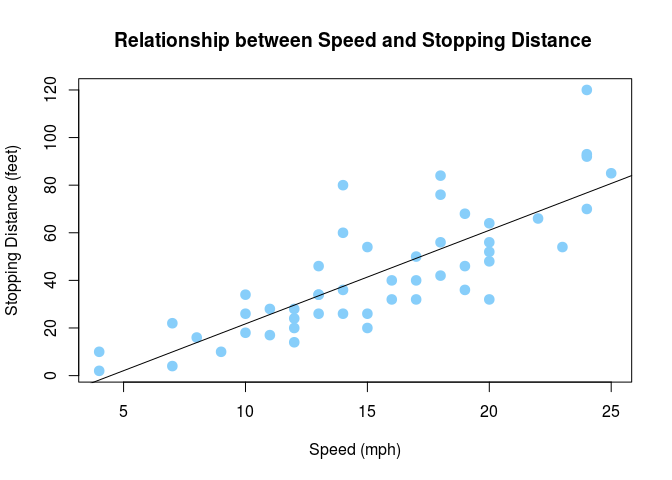 Relationship between Speed and Stopping Distance
120
100
80
60
40
20
0
Stopping Distance (feet)
5 10 15 20 25
Speed (mph)